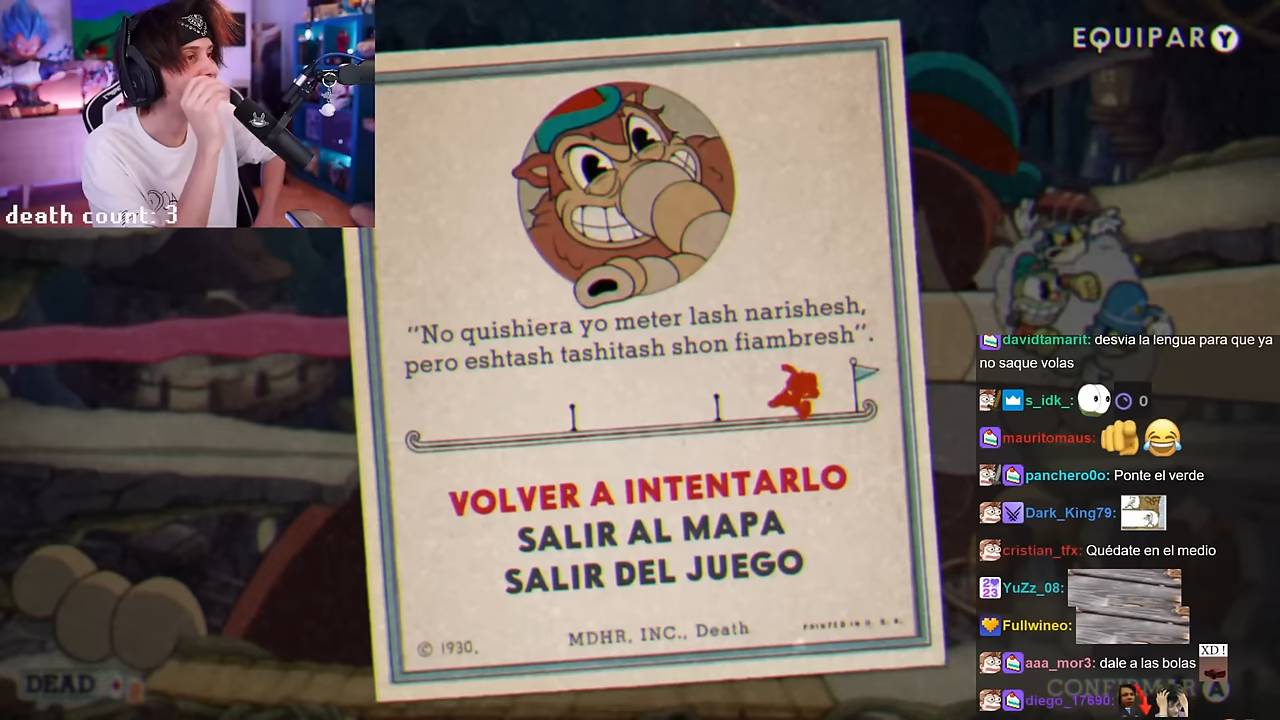 EQUIPAR Y
death count: 3
“No quishiera yo meter lash narishesh,
pero eshtash tashitash shon fiambresh”.
VOLVER A INTENTARLO
SALIR AL MAPA
SALIR DEL JUEGO
© 1930.
MDHR, INC., Death
PRINTED IN U. S. A.
DEAD
davidtamarit: desvia la lengua para que ya
no saque volas
s_idk_: 0
mauritomaus:
panchero0o: Ponte el verde
Dark_King79:
cristian_tfx: Quédate en el medio
YuZz_08:
Fullwineo:
XD !
aaa_mor3: dale a las bolas
CONFIRMAR A
diego_17690: